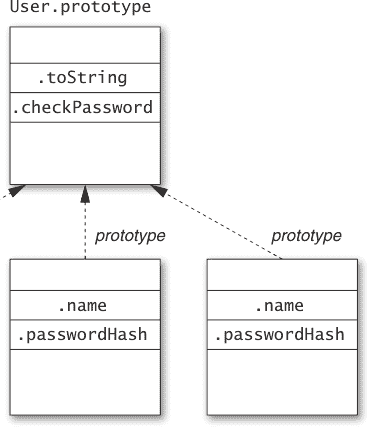 User.prototype
.toString
.checkPassword
prototype
prototype
.name
.passwordHash
.name
.passwordHash